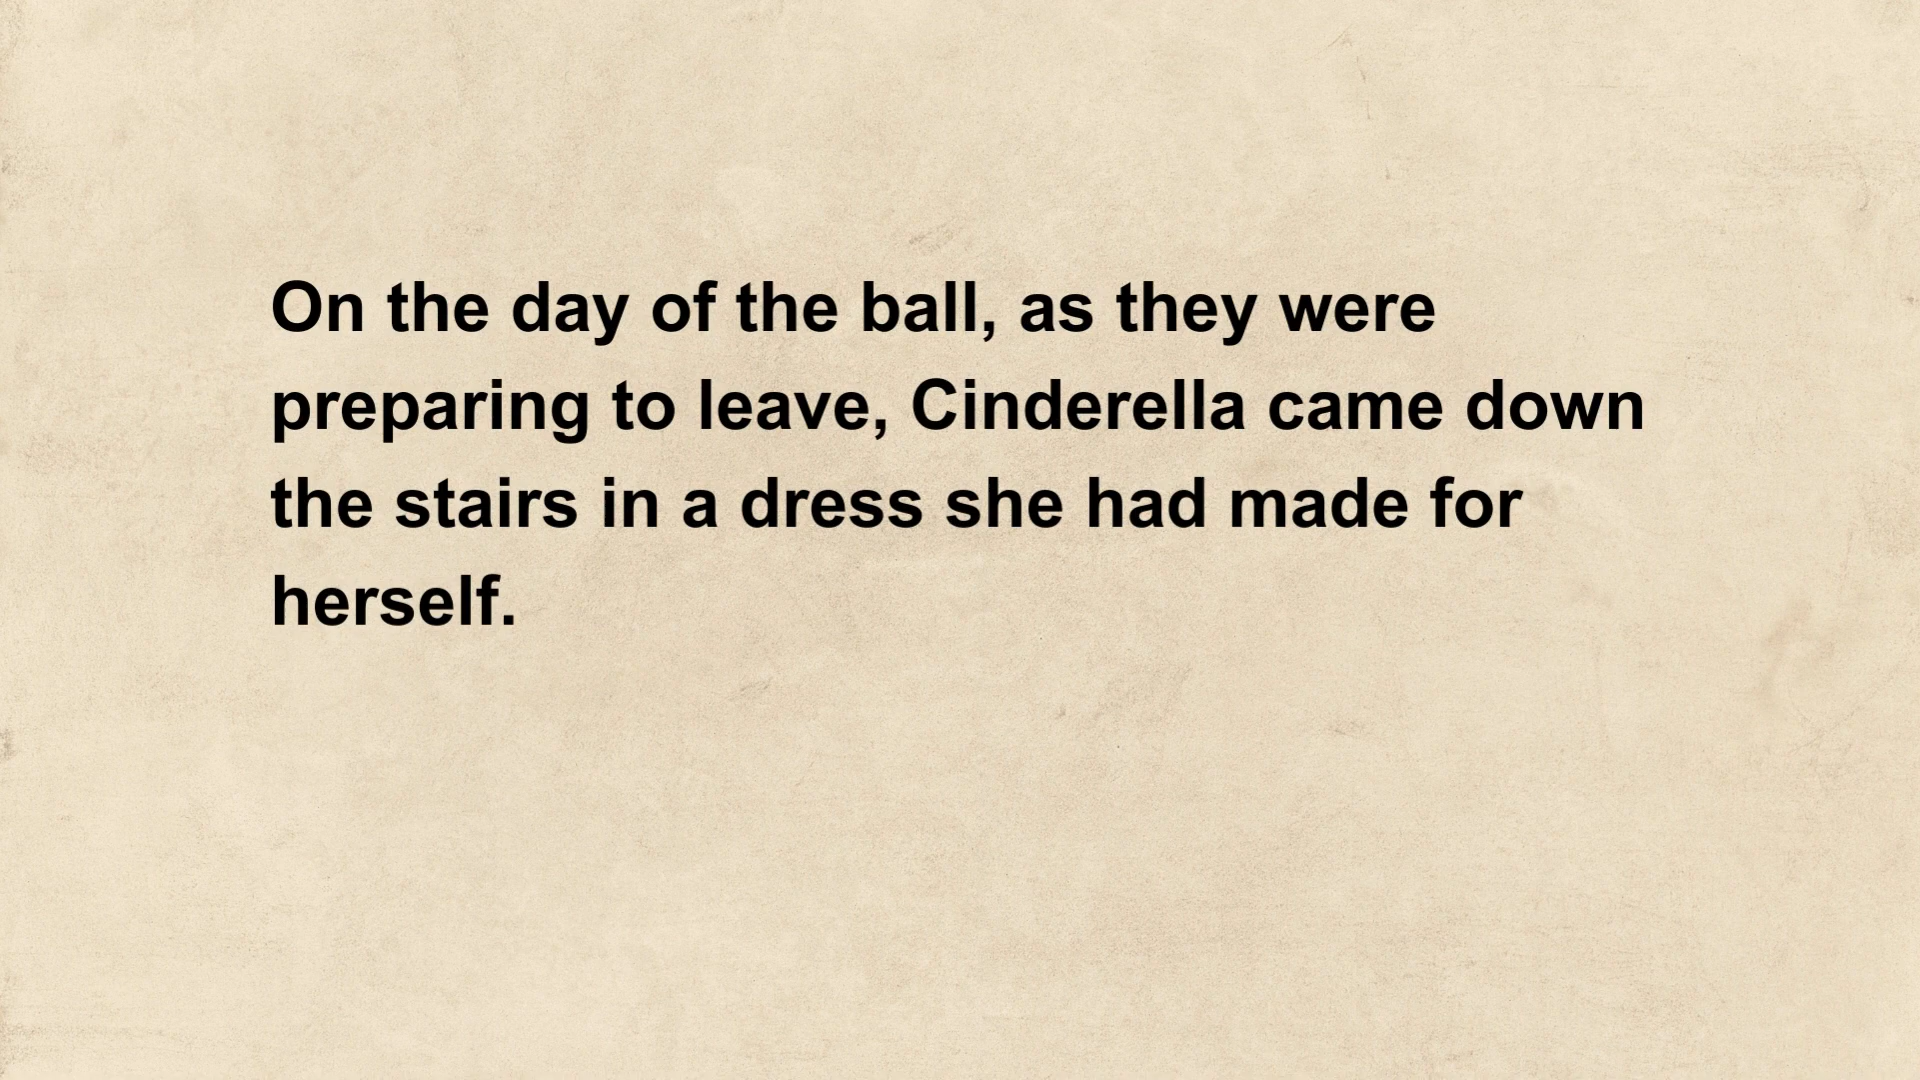 On the day of the ball, as they were
preparing to leave, Cinderella came down
the stairs in a dress she had made for
herself.